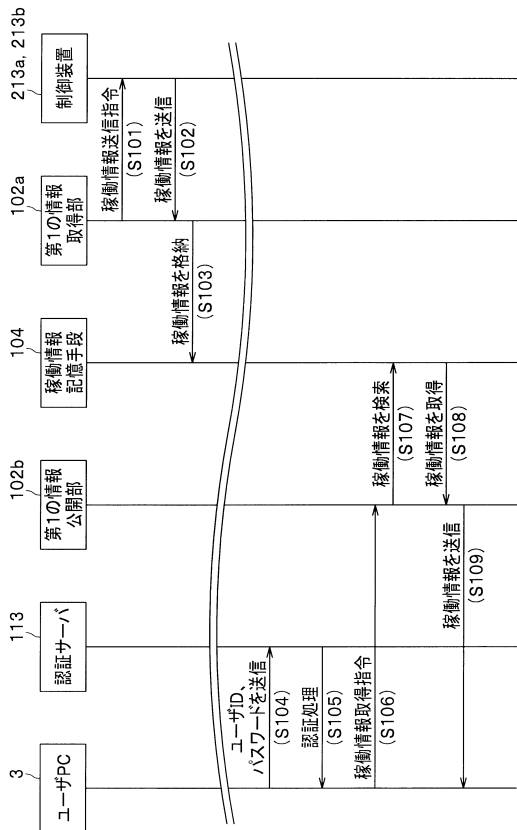 3
ユーザPC
113
認証サーバ
102b
第1の情報
公開部
104
稼働情報
記憶手段
102a
第1の情報
取得部
213a, 213b
制御装置
稼働情報送信指令
(S101)
稼働情報を送信
(S102)
稼働情報を格納
(S103)
ユーザID、
パスワードを送信
(S104)
認証処理
(S105)
稼働情報取得指令
(S106)
稼働情報を検索
(S107)
稼働情報を取得
(S108)
稼働情報を送信
(S109)